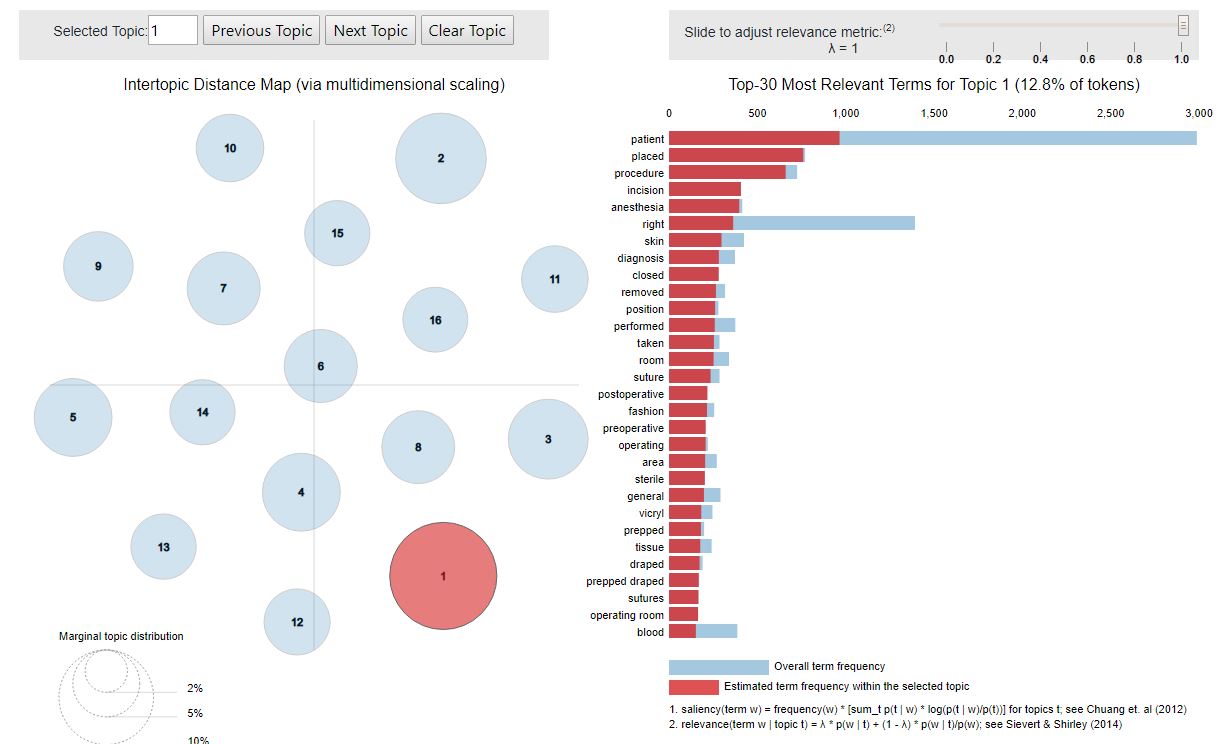 Selected Topic: 1 Previous Topic Next Topic Clear Topic
Slide to adjust relevance metric:(2)
λ = 1
0.0 0.2 0.4 0.6 0.8 1.0
Intertopic Distance Map (via multidimensional scaling)
10
2
15
9
7
11
16
6
5
14
8
3
4
13
1
12
Marginal topic distribution
2%
5%
10%
Top-30 Most Relevant Terms for Topic 1 (12.8% of tokens)
0 500 1,000 1,500 2,000 2,500 3,000
patient
placed
procedure
incision
anesthesia
right
skin
diagnosis
closed
removed
position
performed
taken
room
suture
postoperative
fashion
preoperative
operating
area
sterile
general
vicryl
prepped
tissue
draped
prepped draped
sutures
operating room
blood
Overall term frequency
Estimated term frequency within the selected topic
1. saliency(term w) = frequency(w) * [sum_t p(t | w) * log(p(t | w)/p(t))] for topics t; see Chuang et. al (2012)
2. relevance(term w | topic t) = λ * p(w | t) + (1 - λ) * p(w | t)/p(w); see Sievert & Shirley (2014)